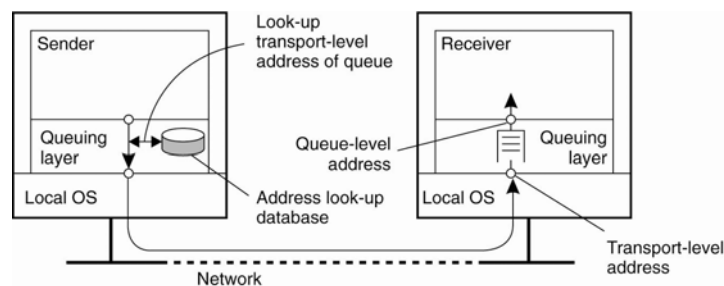 Look-up
transport-level
address of queue
Sender
Receiver
Queuing
layer
Queue-level
address
Queuing
layer
Local OS
Address look-up
database
Local OS
Transport-level
address
Network